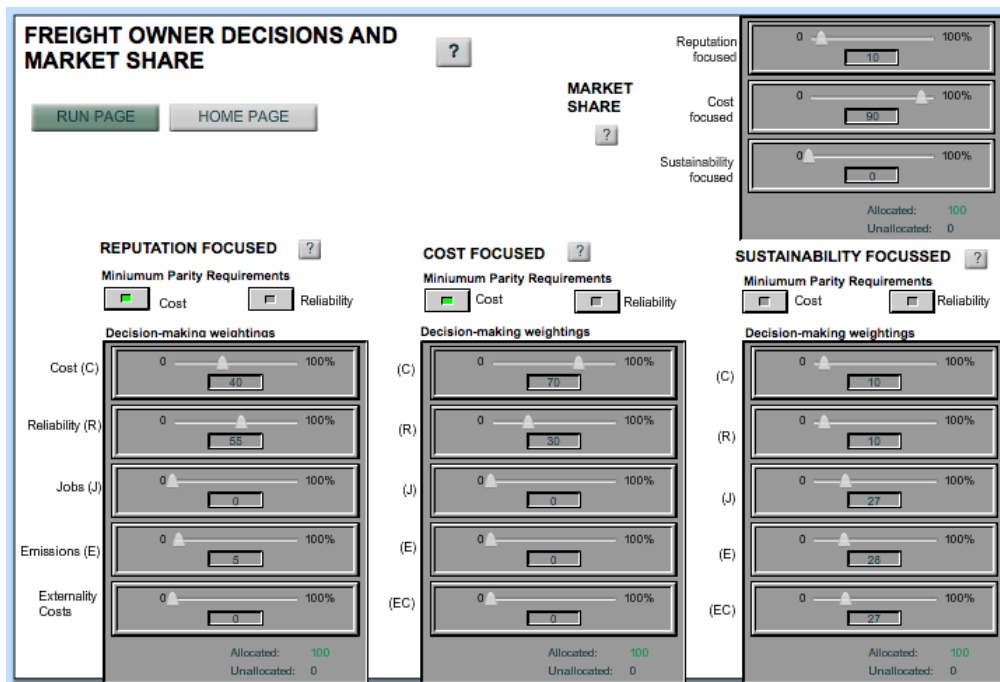 FREIGHT OWNER DECISIONS AND
MARKET SHARE
?
RUN PAGE
HOME PAGE
MARKET
SHARE
?
Reputation
focused
0 100%
10
Cost
focused
0 100%
90
Sustainability
focused
0 100%
0
Allocated: 100
Unallocated: 0
REPUTATION FOCUSED ?
Miniumum Parity Requirements
Cost Reliability
Decision-making weightings
Cost (C) 0 100%
40
Reliability (R) 0 100%
55
Jobs (J) 0 100%
0
Emissions (E) 0 100%
5
Externality
Costs
0 100%
0
Allocated: 100
Unallocated: 0
COST FOCUSED ?
Miniumum Parity Requirements
Cost Reliability
Decision-making weightings
(C) 0 100%
70
(R) 0 100%
30
(J) 0 100%
0
(E) 0 100%
0
(EC) 0 100%
0
Allocated: 100
Unallocated: 0
SUSTAINABILITY FOCUSSED ?
Miniumum Parity Requirements
Cost Reliability
Decision-making weightings
(C) 0 100%
10
(R) 0 100%
10
(J) 0 100%
27
(E) 0 100%
26
(EC) 0 100%
27
Allocated: 100
Unallocated: 0